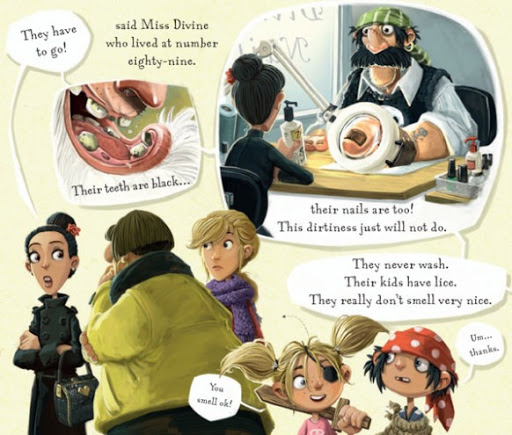 They have
to go!
said Miss Divine
who lived at number
eighty-nine.
Their teeth are black...
their nails are too!
This dirtiness just will not do.
They never wash.
Their kids have lice.
They really don't smell very nice.
You
smell ok!
Um...
thanks.